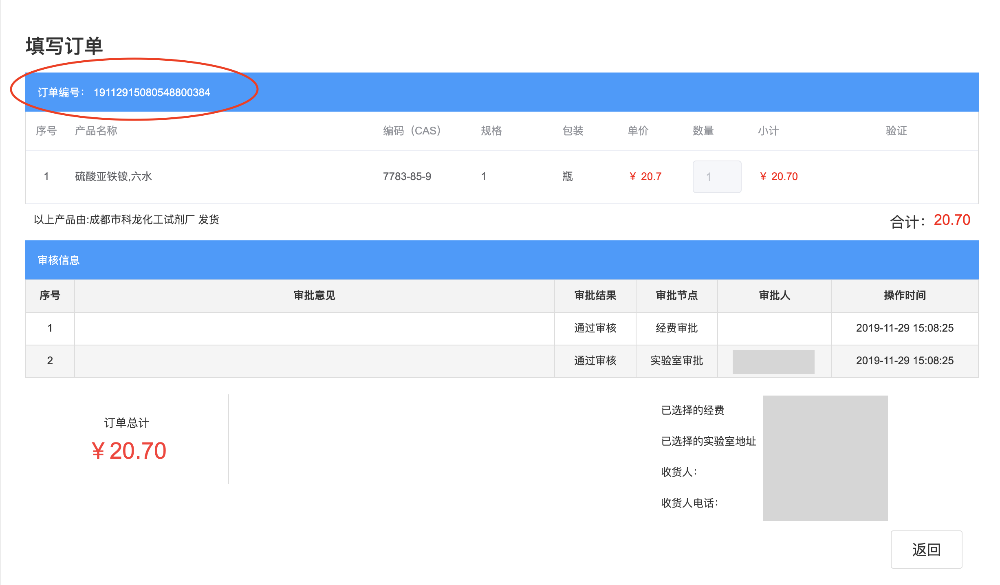 填写订单
订单编号： 19112915080548800384
序号 产品名称 编码（CAS） 规格 包装 单价 数量 小计 验证
1 硫酸亚铁铵,六水 7783-85-9 1 瓶 ¥ 20.7 1 ¥ 20.70
以上产品由:成都市科龙化工试剂厂 发货 合计：20.70
审核信息
序号 审批意见 审批结果 审批节点 审批人 操作时间
1 通过审核 经费审批 2019-11-29 15:08:25
2 通过审核 实验室审批 2019-11-29 15:08:25
订单总计
¥ 20.70
已选择的经费
已选择的实验室地址
收货人：
收货人电话：
返回